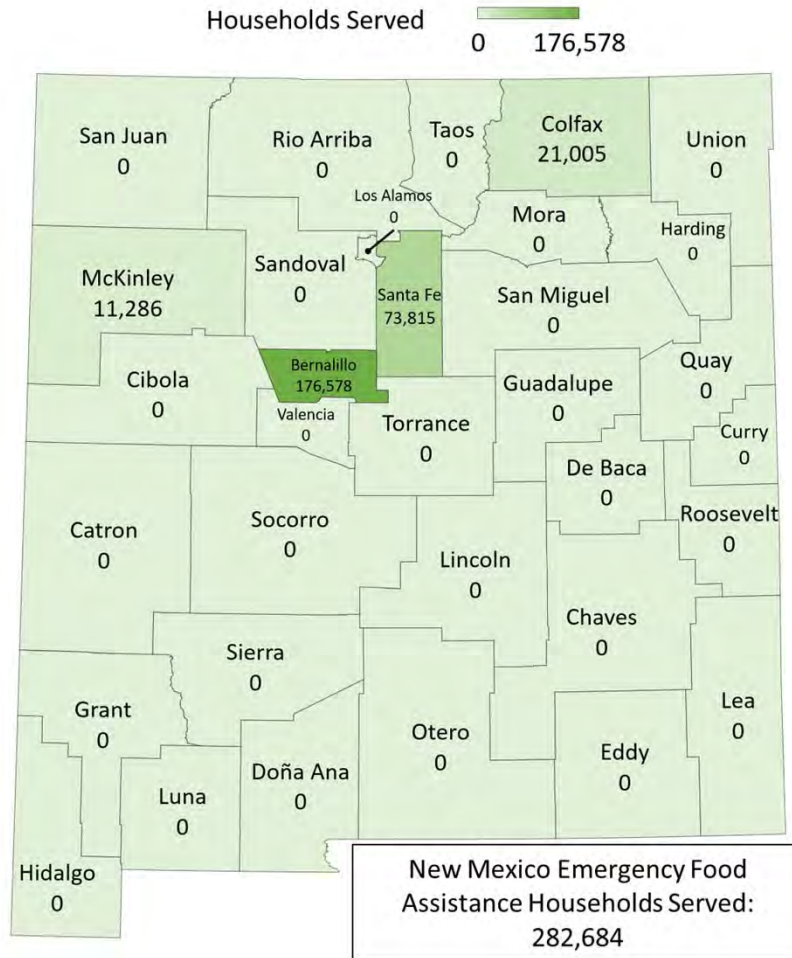 Households Served
0 176,578
San Juan
0
Rio Arriba
0
Taos
0
Colfax
21,005
Union
0
Los Alamos
0
Mora
0
Harding
0
McKinley
11,286
Sandoval
0
Santa Fe
73,815
San Miguel
0
Bernalillo
176,578
Cibola
0
Valencia
0
Torrance
0
Guadalupe
0
Quay
0
Curry
0
De Baca
0
Roosevelt
0
Catron
0
Socorro
0
Lincoln
0
Chaves
0
Sierra
0
Grant
0
Otero
0
Lea
0
Eddy
0
Doña Ana
0
Luna
0
Hidalgo
0
New Mexico Emergency Food
Assistance Households Served:
282,684